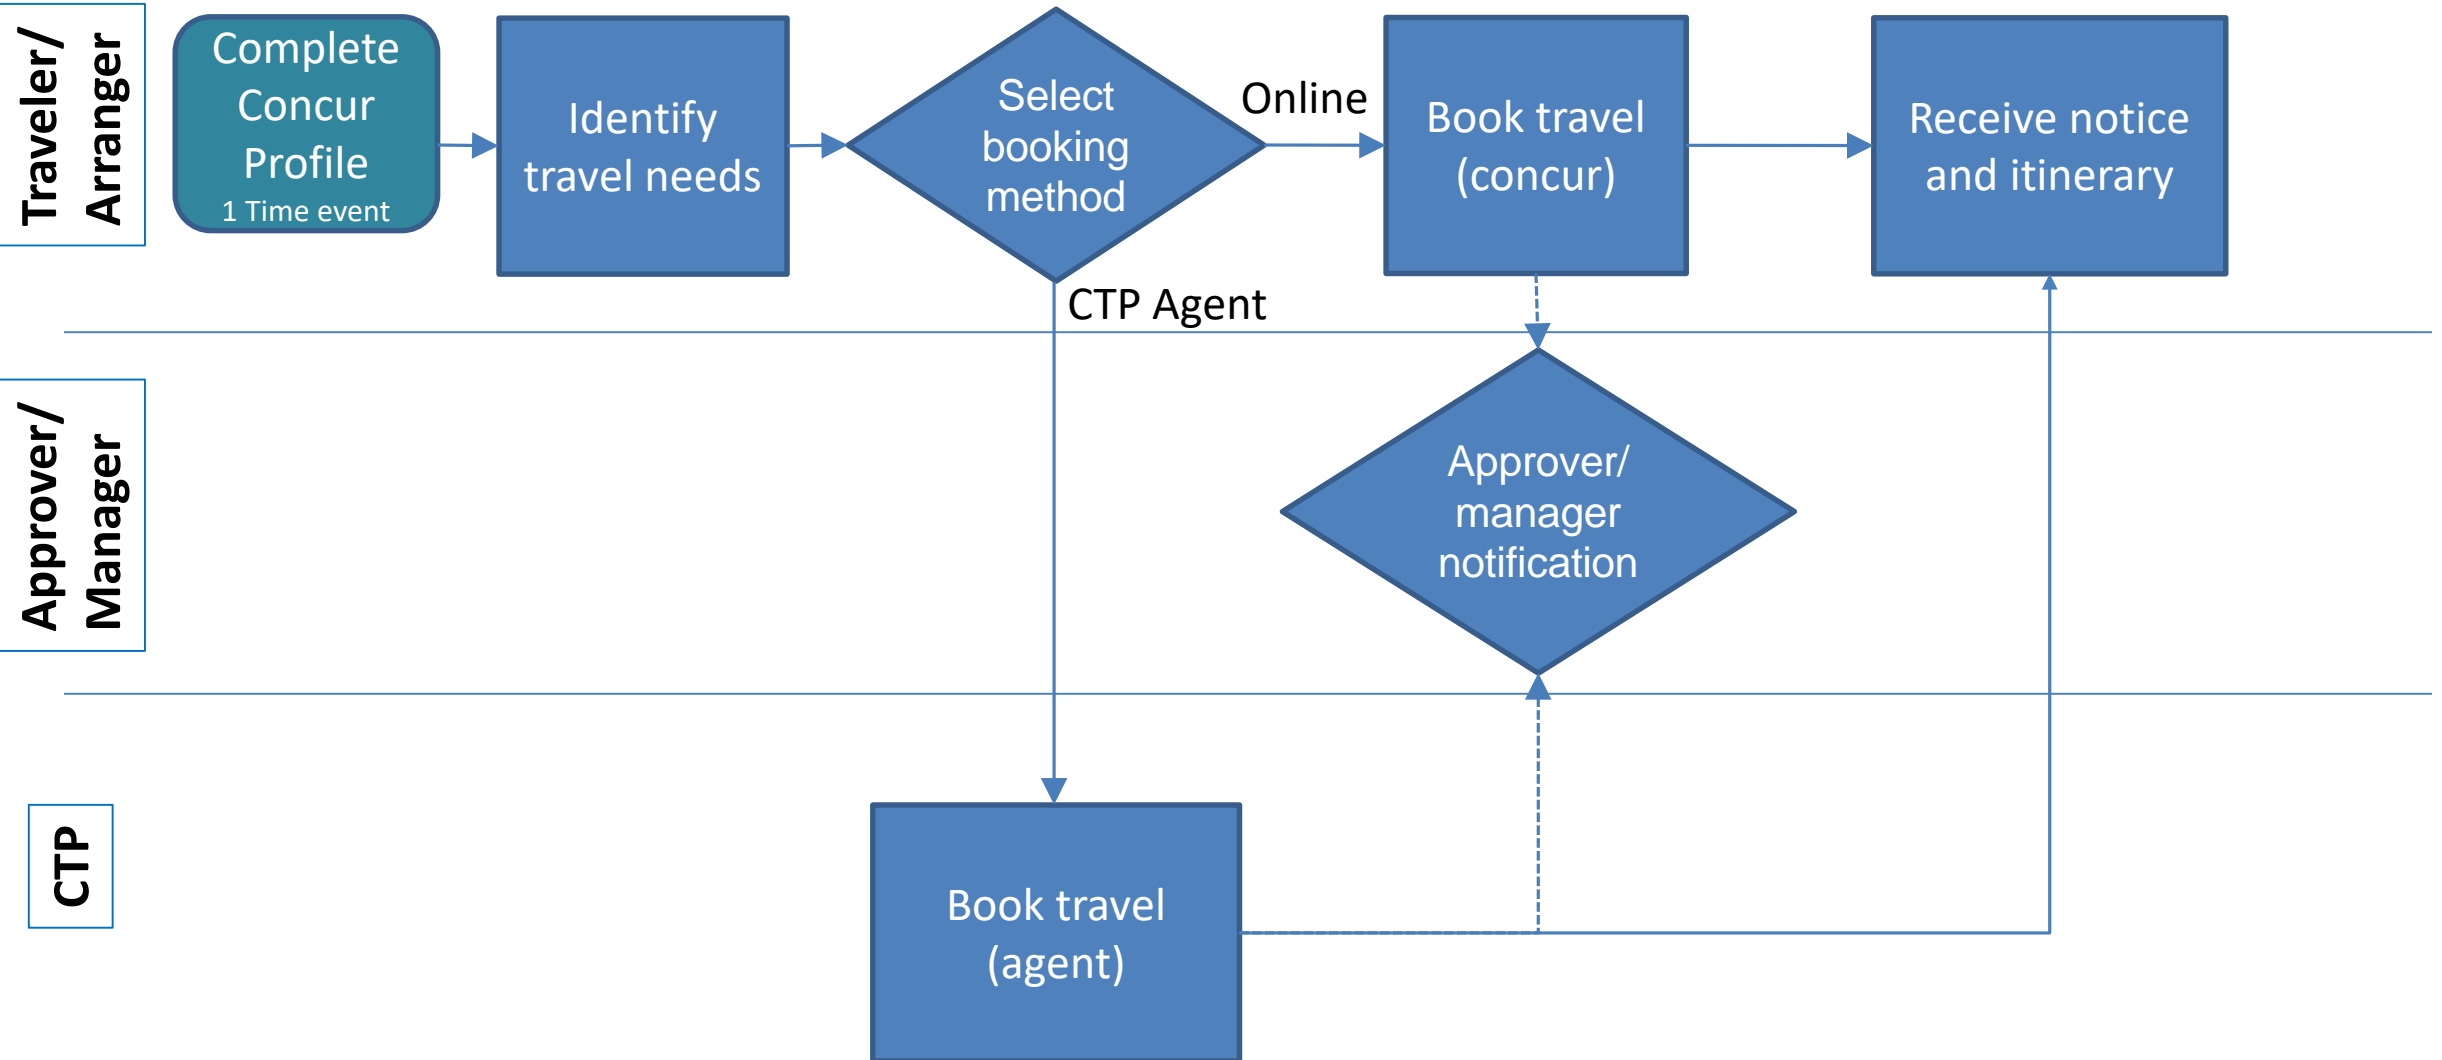 Traveler/
Arranger
Complete
Concur
Profile
1 Time event
Identify
travel needs
Select
booking
method
Online
Book travel
(concur)
Receive notice
and itinerary
CTP Agent
Approver/
Manager
Approver/
manager
notification
CTP
Book travel
(agent)